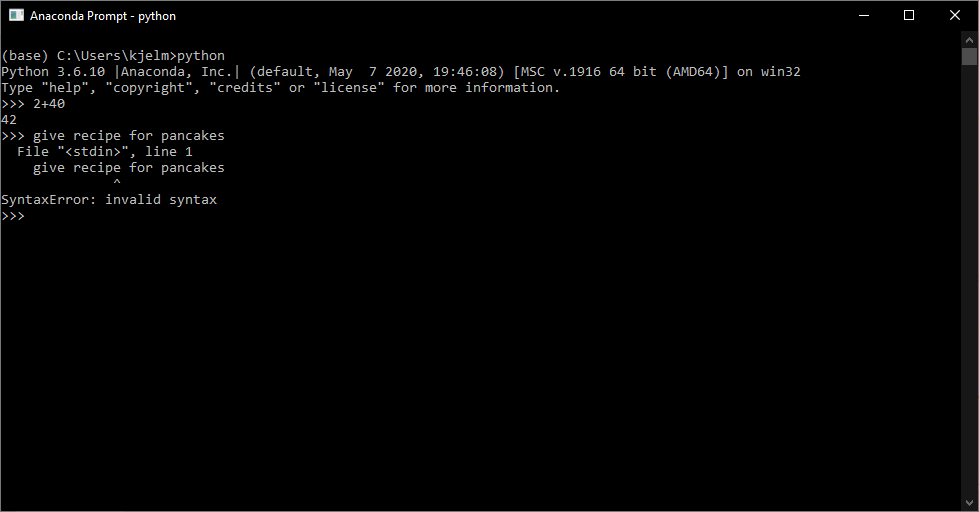 Anaconda Prompt - python
(base) C:\Users\kjelm>python
Python 3.6.10 |Anaconda, Inc.| (default, May  7 2020, 19:46:08) [MSC v.1916 64 bit (AMD64)] on win32
Type "help", "copyright", "credits" or "license" for more information.
>>> 2+40
42
>>> give recipe for pancakes
  File "<stdin>", line 1
    give recipe for pancakes
              ^
SyntaxError: invalid syntax
>>>